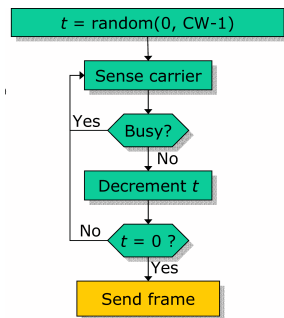 t = random(0, CW-1)
Sense carrier
Yes
Busy?
No
Decrement t
No
t = 0 ?
Yes
Send frame